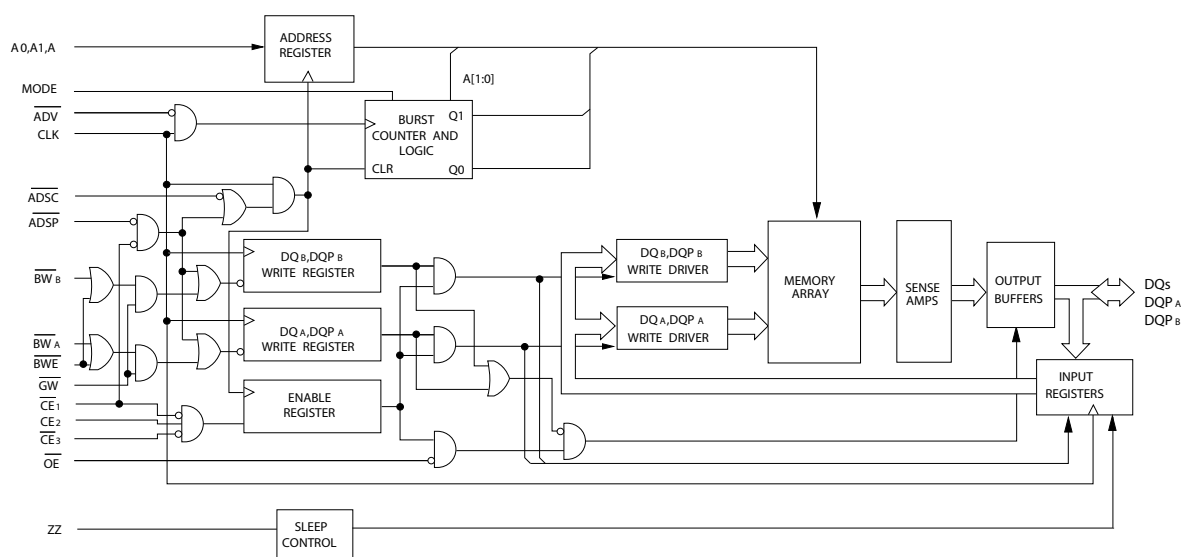 A0,A1,A
ADDRESS
REGISTER
MODE
A[1:0]
ADV
CLK
BURST
COUNTER AND
LOGIC
Q1
CLR
Q0
ADSC
ADSP
DQB,DQPB
WRITE REGISTER
DQB,DQPB
WRITE DRIVER
MEMORY
ARRAY
SENSE
AMPS
OUTPUT
BUFFERS
DQs
DQPA
DQPB
BWB
DQA,DQPA
WRITE REGISTER
DQA,DQPA
WRITE DRIVER
BWA
BWE
GW
ENABLE
REGISTER
INPUT
REGISTERS
CE1
CE2
CE3
OE
ZZ
SLEEP
CONTROL